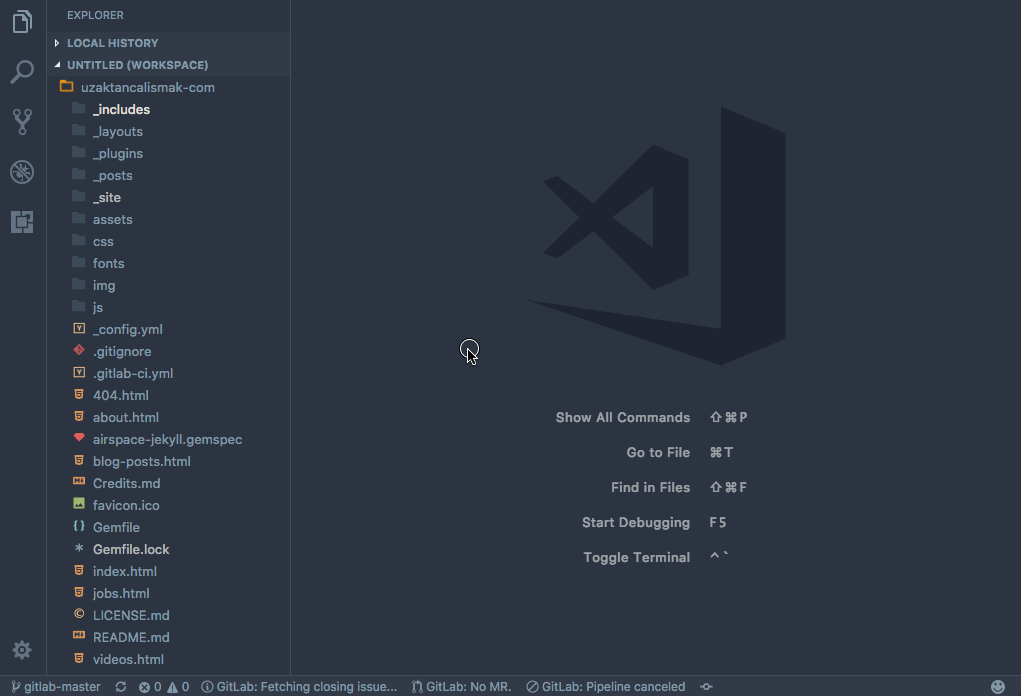 EXPLORER
LOCAL HISTORY
UNTITLED (WORKSPACE)
uzaktancalismak-com
_includes
_layouts
_plugins
_posts
_site
assets
css
fonts
img
js
_config.yml
.gitignore
.gitlab-ci.yml
404.html
about.html
airspace-jekyll.gemspec
blog-posts.html
Credits.md
favicon.ico
Gemfile
Gemfile.lock
index.html
jobs.html
LICENSE.md
README.md
videos.html
Show All Commands ⇧⌘P
Go to File ⌘T
Find in Files ⇧⌘F
Start Debugging F5
Toggle Terminal ⌃`
gitlab-master 0 0 GitLab: Fetching closing issue... GitLab: No MR. GitLab: Pipeline canceled